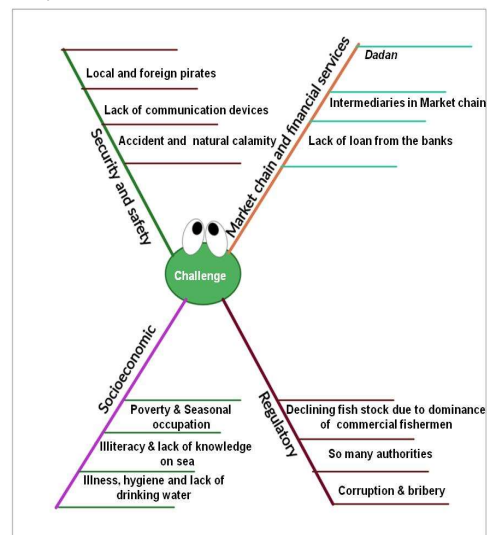 Security and safety
Local and foreign pirates
Lack of communication devices
Accident and natural calamity
Market chain and financial services
Dadan
Intermediaries in Market chain
Lack of loan from the banks
Challenge
Socioeconomic
Poverty & Seasonal
occupation
Illiteracy & lack of knowledge
on sea
Illness, hygiene and lack of
drinking water
Regulatory
Declining fish stock due to dominance
of commercial fishermen
So many authorities
Corruption & bribery